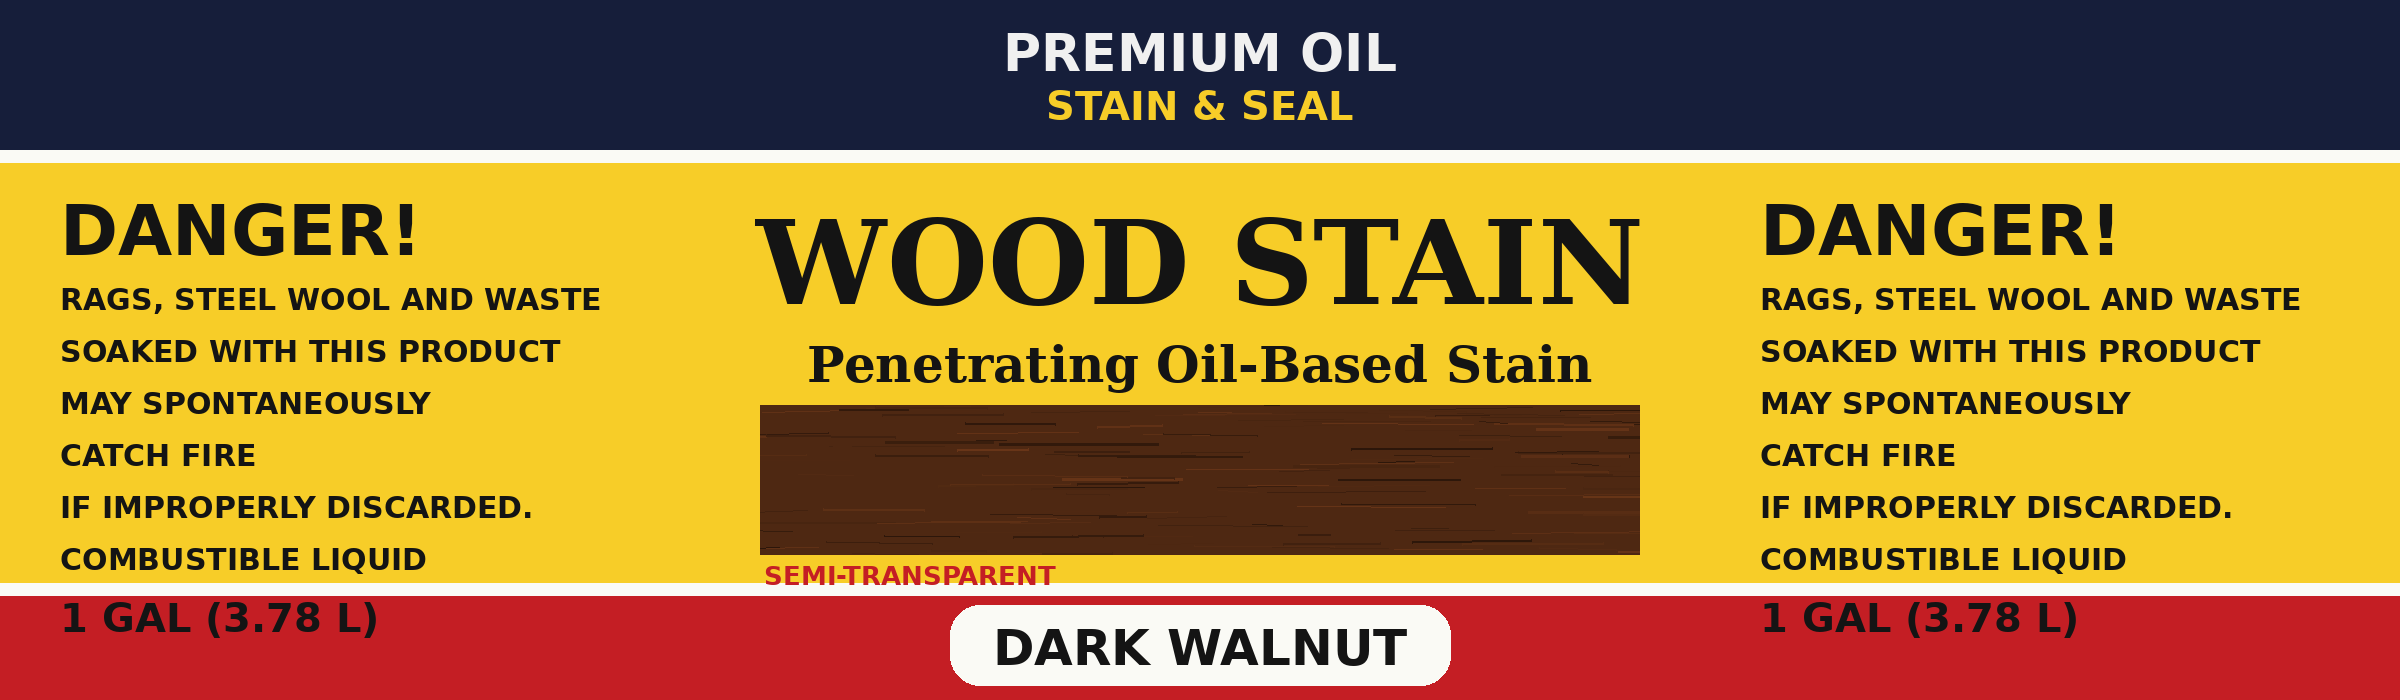 PREMIUM OIL
STAIN & SEAL
DANGER!
RAGS, STEEL WOOL AND WASTE
SOAKED WITH THIS PRODUCT
MAY SPONTANEOUSLY
CATCH FIRE
IF IMPROPERLY DISCARDED.
COMBUSTIBLE LIQUID
1 GAL (3.78 L)
WOOD STAIN
Penetrating Oil-Based Stain
SEMI-TRANSPARENT
DARK WALNUT
DANGER!
RAGS, STEEL WOOL AND WASTE
SOAKED WITH THIS PRODUCT
MAY SPONTANEOUSLY
CATCH FIRE
IF IMPROPERLY DISCARDED.
COMBUSTIBLE LIQUID
1 GAL (3.78 L)